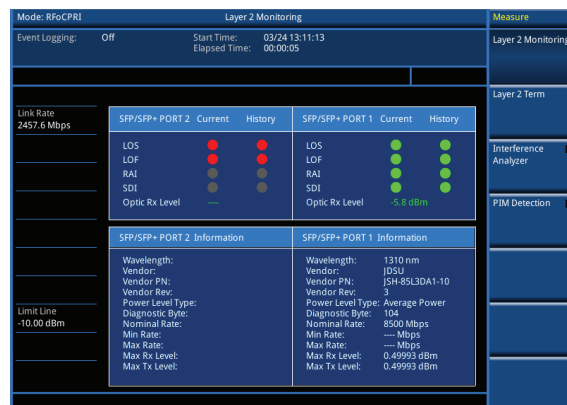 Mode: RFoCPRI
Layer 2 Monitoring
Measure
Event Logging: Off
Start Time: 03/24 13:11:13
Elapsed Time: 00:00:05
Layer 2 Monitoring
Layer 2 Term
Interference
Analyzer
PIM Detection
Link Rate
2457.6 Mbps
Limit Line
-10.00 dBm
SFP/SFP+ PORT 2 Current History
LOS
LOF
RAI
SDI
Optic Rx Level ----
SFP/SFP+ PORT 1 Current History
LOS
LOF
RAI
SDI
Optic Rx Level -5.8 dBm
SFP/SFP+ PORT 2 Information
Wavelength:
Vendor:
Vendor PN:
Vendor Rev:
Power Level Type:
Diagnostic Byte:
Nominal Rate:
Min Rate:
Max Rate:
Max Rx Level:
Max Tx Level:
SFP/SFP+ PORT 1 Information
Wavelength: 1310 nm
Vendor: JDSU
Vendor PN: JSH-85L3DA1-10
Vendor Rev: 3
Power Level Type: Average Power
Diagnostic Byte: 104
Nominal Rate: 8500 Mbps
Min Rate: ---- Mbps
Max Rate: ---- Mbps
Max Rx Level: 0.49993 dBm
Max Tx Level: 0.49993 dBm